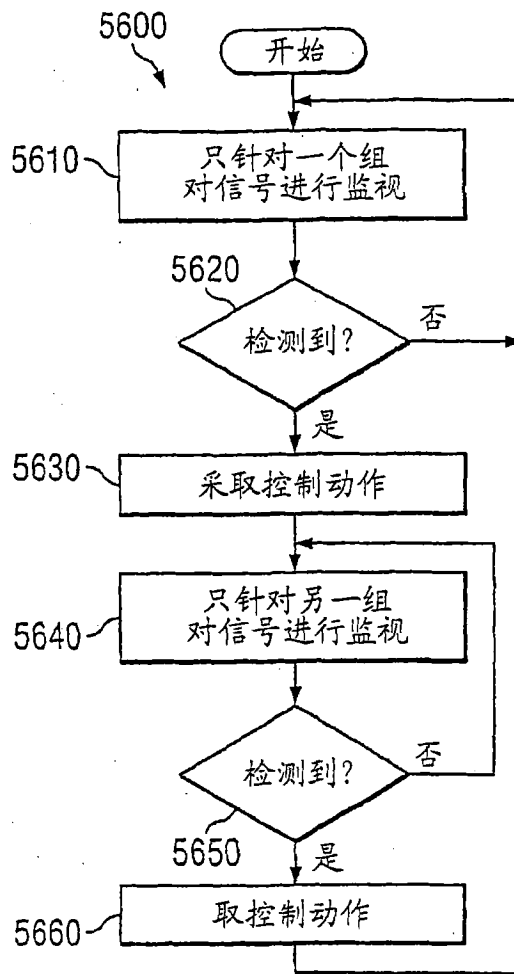 5600
开始
5610
只针对一个组
对信号进行监视
5620
检测到?
否
是
5630
采取控制动作
5640
只针对另一组
对信号进行监视
检测到?
否
5650
是
5660
取控制动作